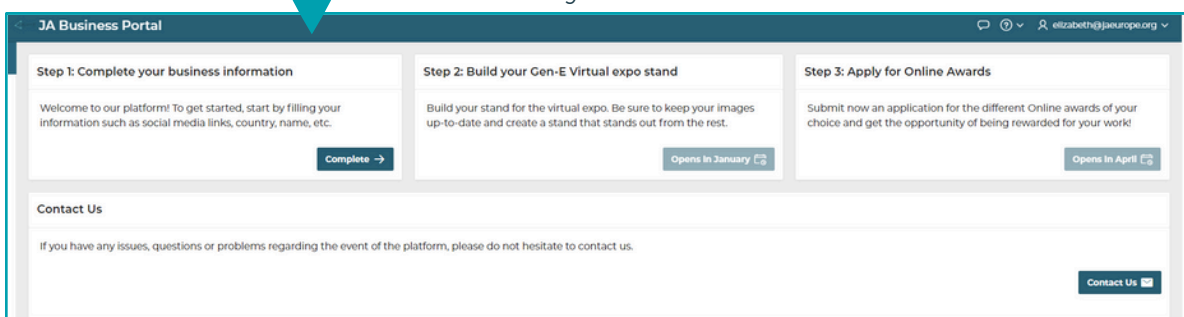 JA Business Portal
elizabeth@jaeurope.org
Step 1: Complete your business information
Welcome to our platform! To get started, start by filling your
information such as social media links, country, name, etc.
Complete →
Step 2: Build your Gen-E Virtual expo stand
Build your stand for the virtual expo. Be sure to keep your images
up-to-date and create a stand that stands out from the rest.
Opens in January
Step 3: Apply for Online Awards
Submit now an application for the different Online awards of your
choice and get the opportunity of being rewarded for your work!
Opens in April
Contact Us
If you have any issues, questions or problems regarding the event of the platform, please do not hesitate to contact us.
Contact Us